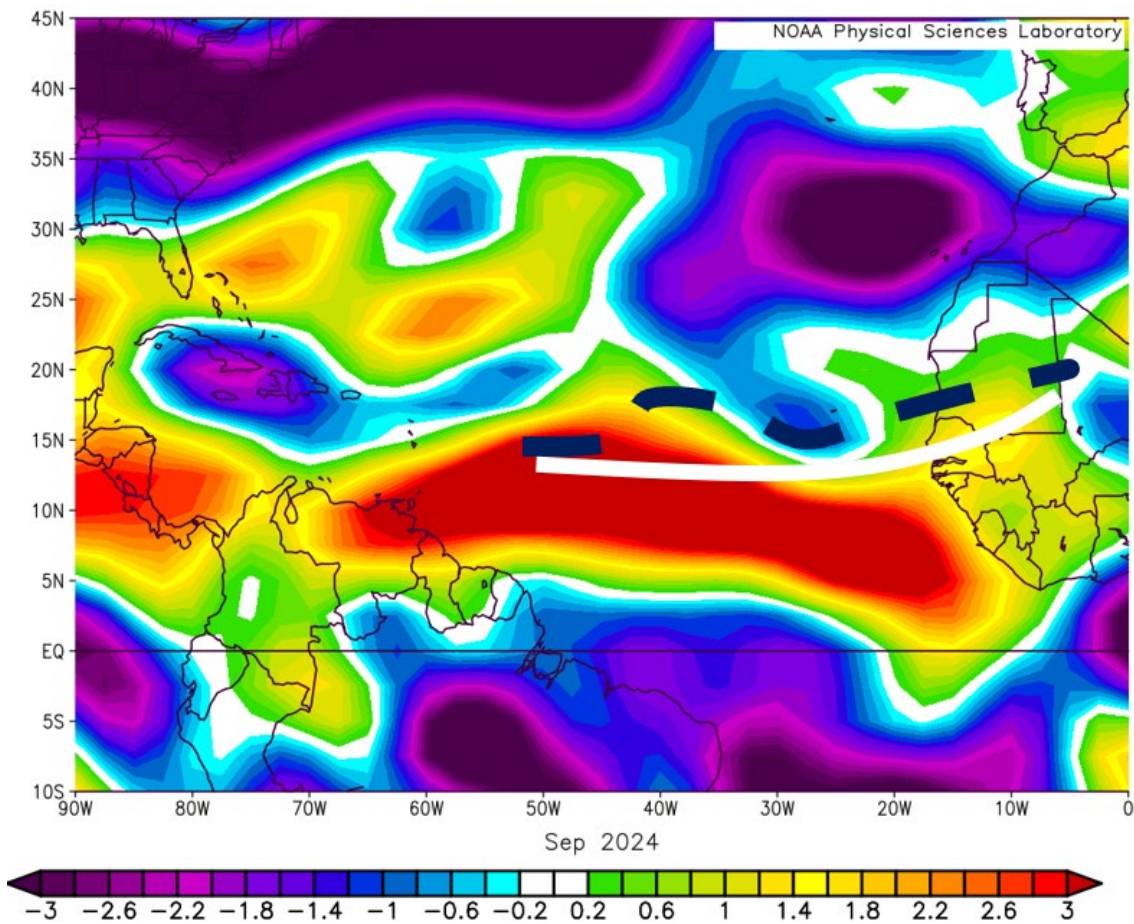 45N
NOAA Physical Sciences Laboratory
40N
35N
30N
25N
20N
15N
10N
5N
EQ
5S
10S
90W 80W 70W 60W 50W 40W 30W 20W 10W 0
Sep 2024
-3 -2.6 -2.2 -1.8 -1.4 -1 -0.6 -0.2 0.2 0.6 1 1.4 1.8 2.2 2.6 3